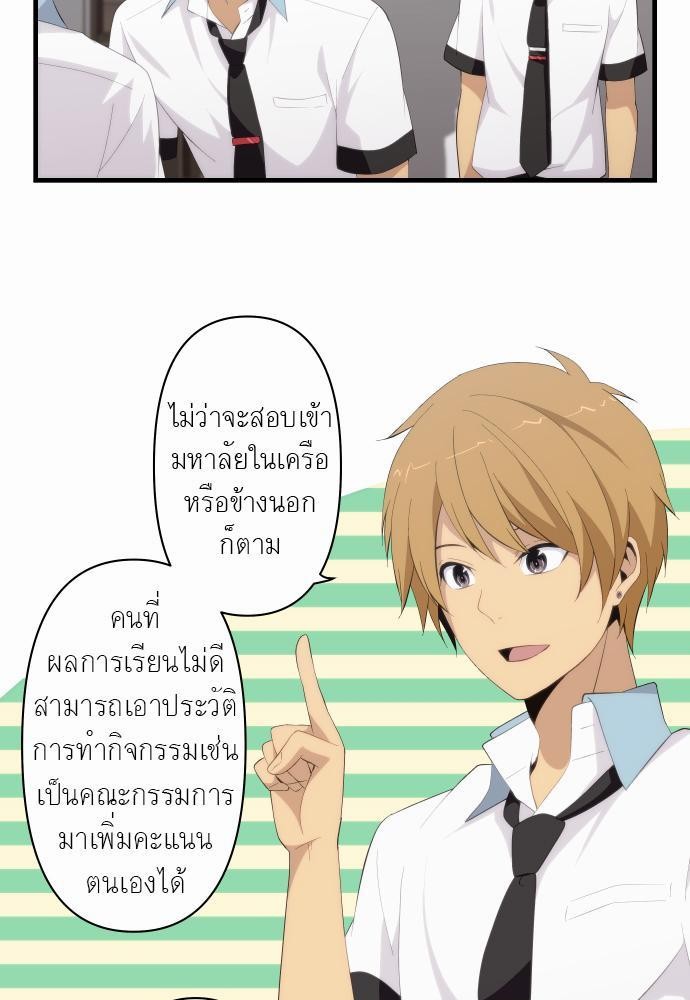 ไม่ว่าจะสอบเข้า
มหาลัยในเครือ
หรือข้างนอก
ก็ตาม
คนที่
ผลการเรียนไม่ดี
สามารถเอาประวัติ
การทำกิจกรรมเช่น
เป็นคณะกรรมการ
มาเพิ่มคะแนน
ตนเองได้